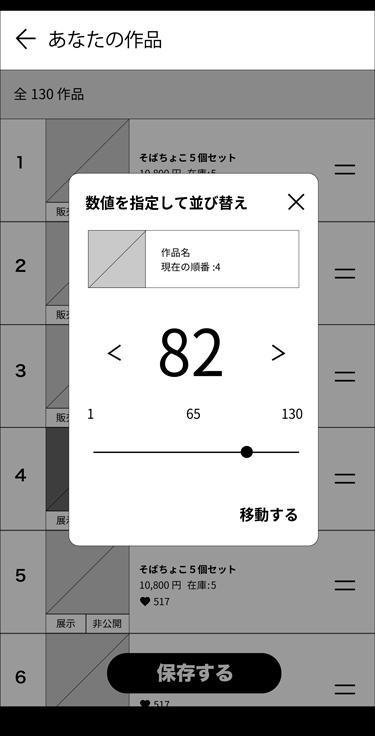 あなたの作品
全 130 作品
1
そばちょこ５個セット
10,800 円 在庫:5
販売
数値を指定して並び替え
作品名
現在の順番 :4
2
販売
82
3
1 65 130
販売
4
移動する
展示
5
そばちょこ５個セット
10,800 円 在庫:5
517
展示 非公開
6
保存する
517